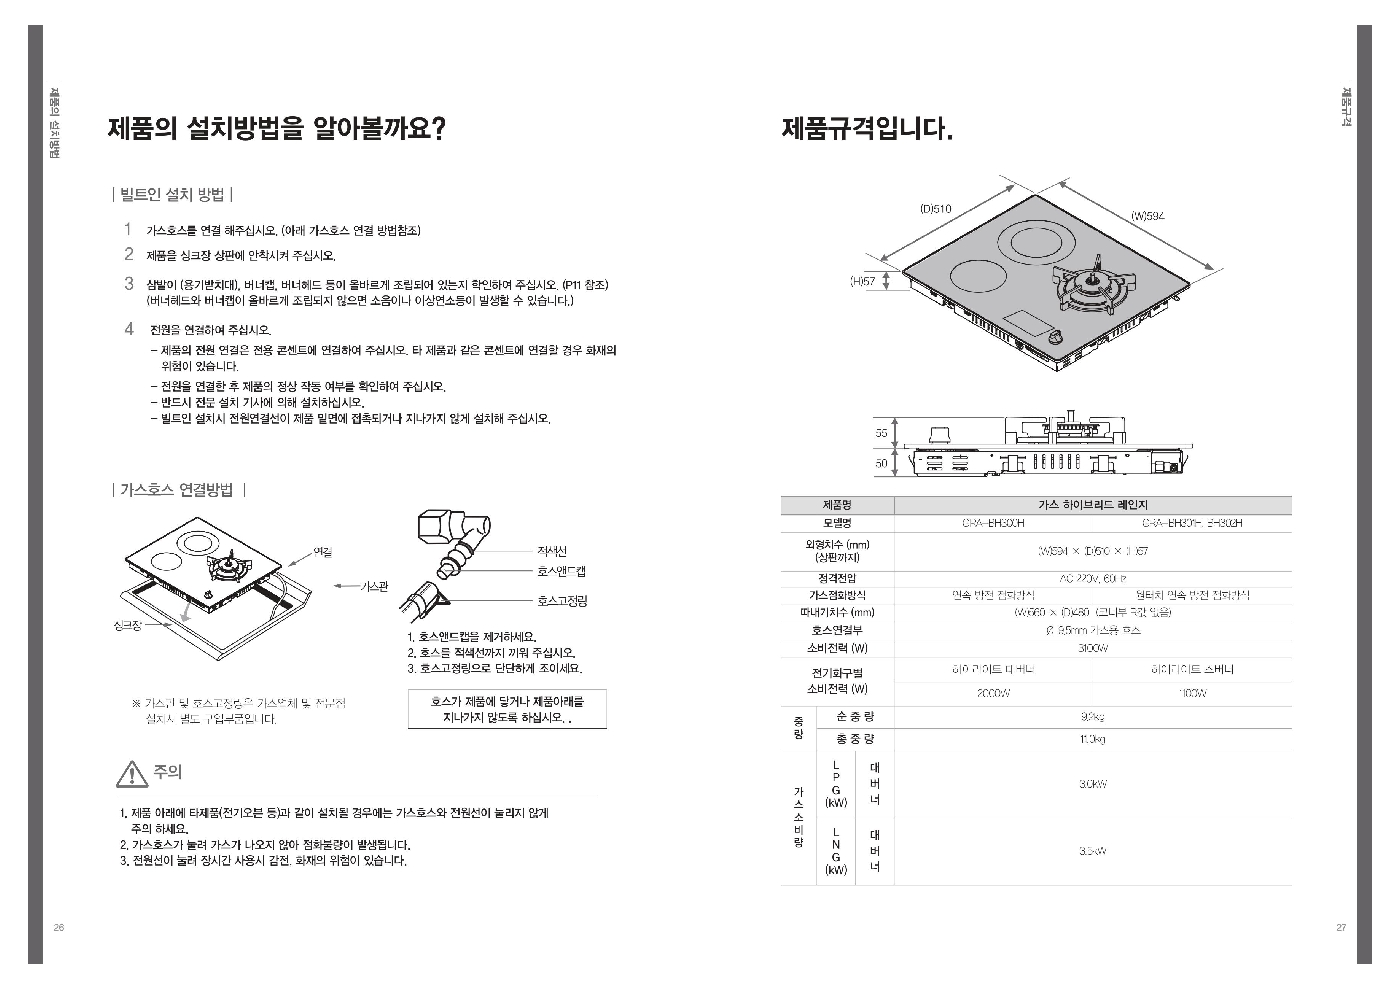 제품의 설치방법
제품의 설치방법을 알아볼까요?
| 빌트인 설치 방법 |
1 가스호스를 연결 해주십시오. (아래 가스호스 연결 방법참조)
2 제품을 싱크장 상판에 안착시켜 주십시오.
3 삼발이 (용기받침대), 버너캡, 버너헤드 등이 올바르게 조립되어 있는지 확인하여 주십시오. (P11 참조)
(버너헤드와 버너캡이 올바르게 조립되지 않으면 소음이나 이상연소등이 발생할 수 있습니다.)
4 전원을 연결하여 주십시오.
- 제품의 전원 연결은 전용 콘센트에 연결하여 주십시오. 타 제품과 같은 콘센트에 연결할 경우 화재의
위험이 있습니다.
- 전원을 연결한 후 제품의 정상 작동 여부를 확인하여 주십시오.
- 반드시 전문 설치 기사에 의해 설치하십시오.
- 빌트인 설치시 전원연결선이 제품 밑면에 접촉되거나 지나가지 않게 설치해 주십시오.
| 가스호스 연결방법 |
연결
가스관
싱크장
적색선
호스앤드캡
호스고정링
1. 호스앤드캡을 제거하세요.
2. 호스를 적색선까지 끼워 주십시오.
3. 호스고정링으로 단단하게 조이세요.
※ 가스관 및 호스고정링은 가스업체 및 전문점
설치시 별도 구입부품입니다.
호스가 제품에 닿거나 제품아래를
지나가지 않도록 하십시오. .
주의
1. 제품 아래에 타제품(전기오븐 등)과 같이 설치될 경우에는 가스호스와 전원선이 눌리지 않게
주의 하세요.
2. 가스호스가 눌려 가스가 나오지 않아 점화불량이 발생됩니다.
3. 전원선이 눌려 장시간 사용시 감전, 화재의 위험이 있습니다.
26
제품규격
제품규격입니다.
(D)510
(W)594
(H)57
55
50
제품명 가스 하이브리드 레인지
모델명 GRA-BH300H GRA-BH301H, BH302H
외형치수 (mm)
(상판까지)
(W)594 × (D)510 × (H)57
정격전압 AC 220V, 60Hz
가스점화방식 연속 방전 점화방식 원터치 연속 방전 점화방식
따내기치수 (mm) (W)560 × (D)480 (코너부 R값 있음)
호스연결부 Ø 9.5mm 가스용 호스
소비전력 (W) 3100W
전기화구별
소비전력 (W)
하이라이트 대버너 하이라이트 소버너
2000W 1100W
중량
순 중 량 9.2kg
총 중 량 11.0kg
가스소비량
LPG (kW) 대버너 3.0kW
LNG (kW) 대버너 3.5kW
27